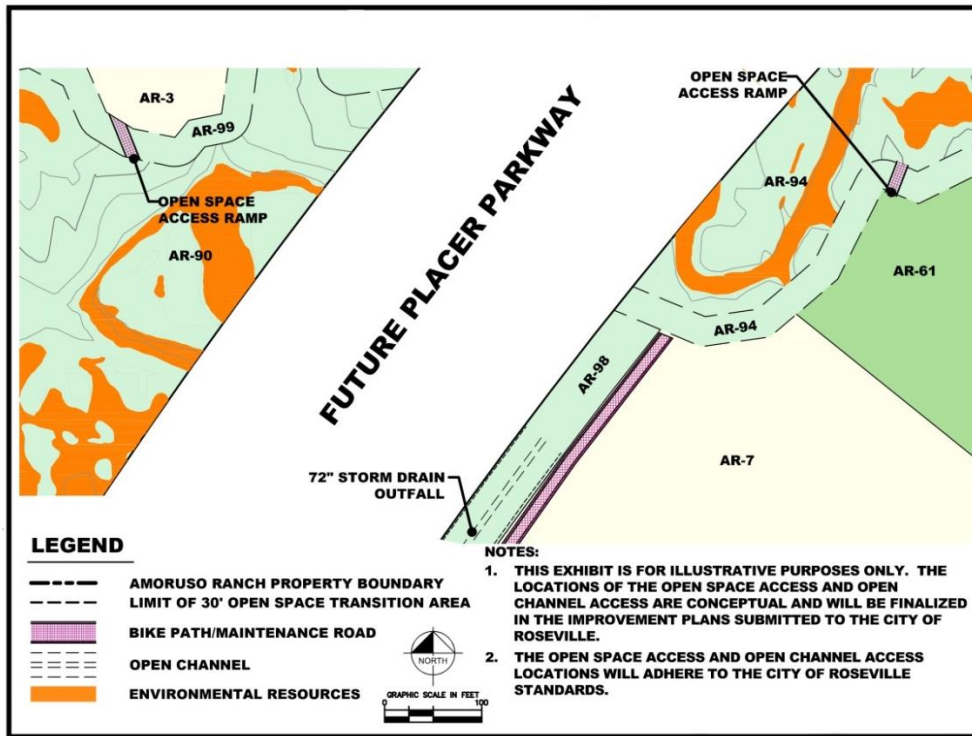 AR-3
AR-99
OPEN SPACE
ACCESS RAMP
AR-90
FUTURE PLACER PARKWAY
OPEN SPACE
ACCESS RAMP
AR-94
AR-61
AR-94
AR-98
AR-7
72" STORM DRAIN
OUTFALL
LEGEND
AMORUSO RANCH PROPERTY BOUNDARY
LIMIT OF 30' OPEN SPACE TRANSITION AREA
BIKE PATH/MAINTENANCE ROAD
OPEN CHANNEL
ENVIRONMENTAL RESOURCES
NORTH
GRAPHIC SCALE IN FEET
0
100
NOTES:
1. THIS EXHIBIT IS FOR ILLUSTRATIVE PURPOSES ONLY. THE
LOCATIONS OF THE OPEN SPACE ACCESS AND OPEN
CHANNEL ACCESS ARE CONCEPTUAL AND WILL BE FINALIZED
IN THE IMPROVEMENT PLANS SUBMITTED TO THE CITY OF
ROSEVILLE.
2. THE OPEN SPACE ACCESS AND OPEN CHANNEL ACCESS
LOCATIONS WILL ADHERE TO THE CITY OF ROSEVILLE
STANDARDS.